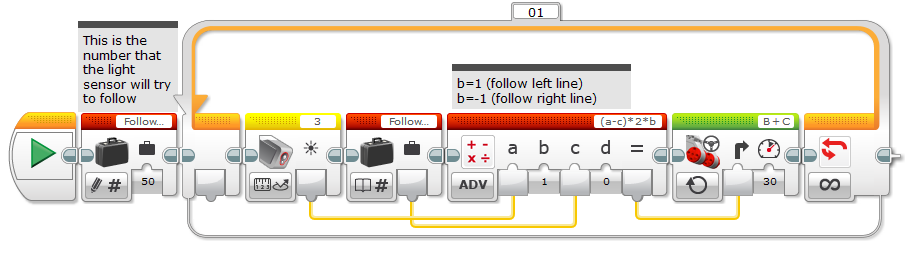 01
This is the
number that
the light
sensor will try
to follow
b=1 (follow left line)
b=-1 (follow right line)
Follow...
3
Follow...
(a-c)*2*b
B+C
a b c d =
ADV
#
50
#
1
0
30